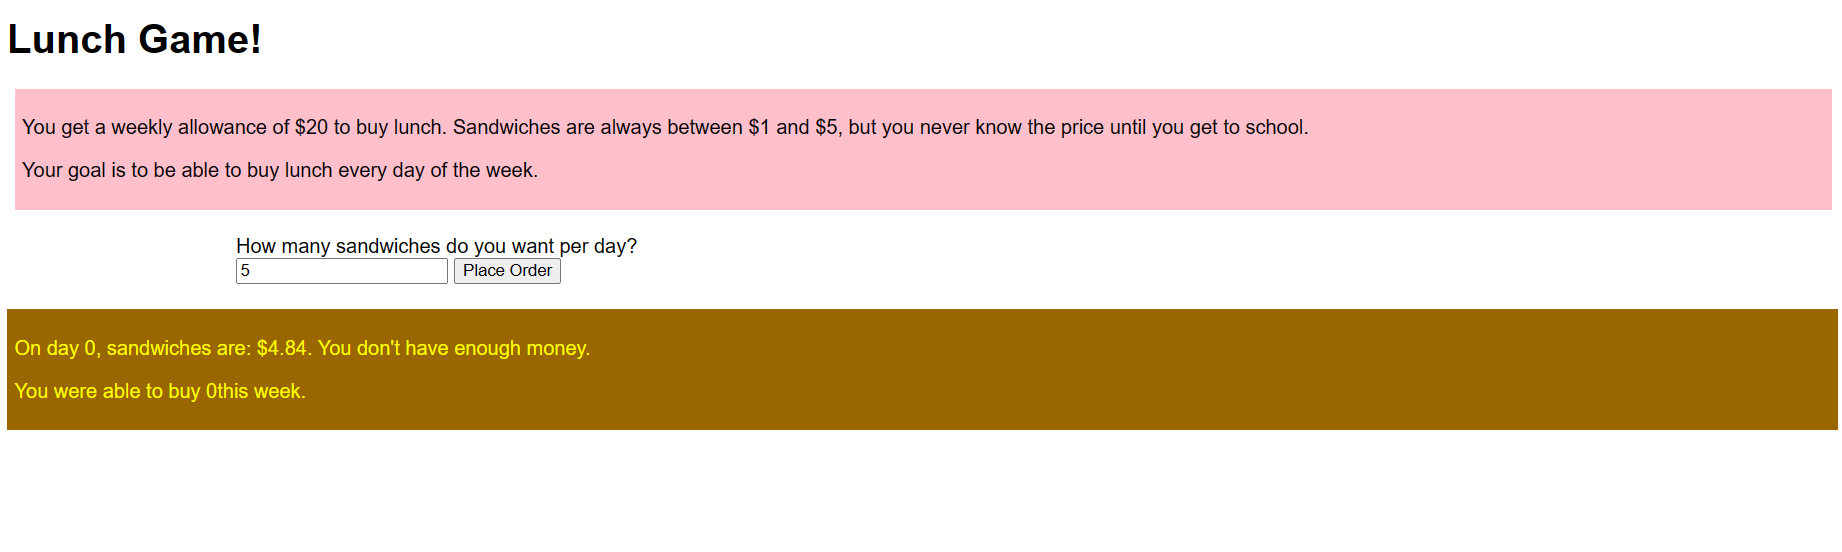 Lunch Game!
You get a weekly allowance of $20 to buy lunch. Sandwiches are always between $1 and $5, but you never know the price until you get to school.
Your goal is to be able to buy lunch every day of the week.
How many sandwiches do you want per day?
5 Place Order
On day 0, sandwiches are: $4.84. You don't have enough money.
You were able to buy 0this week.